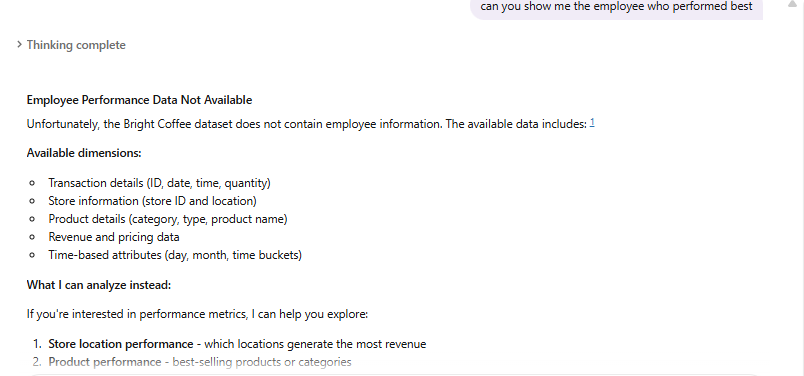 can you show me the employee who performed best
Thinking complete
Employee Performance Data Not Available
Unfortunately, the Bright Coffee dataset does not contain employee information. The available data includes: 1
Available dimensions:
Transaction details (ID, date, time, quantity)
Store information (store ID and location)
Product details (category, type, product name)
Revenue and pricing data
Time-based attributes (day, month, time buckets)
What I can analyze instead:
If you're interested in performance metrics, I can help you explore:
1. Store location performance - which locations generate the most revenue
2. Product performance - best-selling products or categories